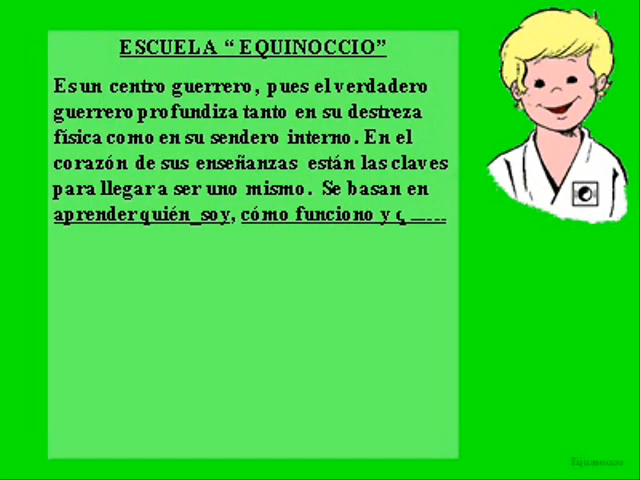 ESCUELA “ EQUINOCCIO”
Es un centro guerrero , pues el verdadero
guerrero profundiza tanto en su destreza
física como en su sendero interno. En el
corazón de sus enseñanzas están las claves
para llegar a ser uno mismo. Se basan en
aprender quién_soy, cómo funciono y